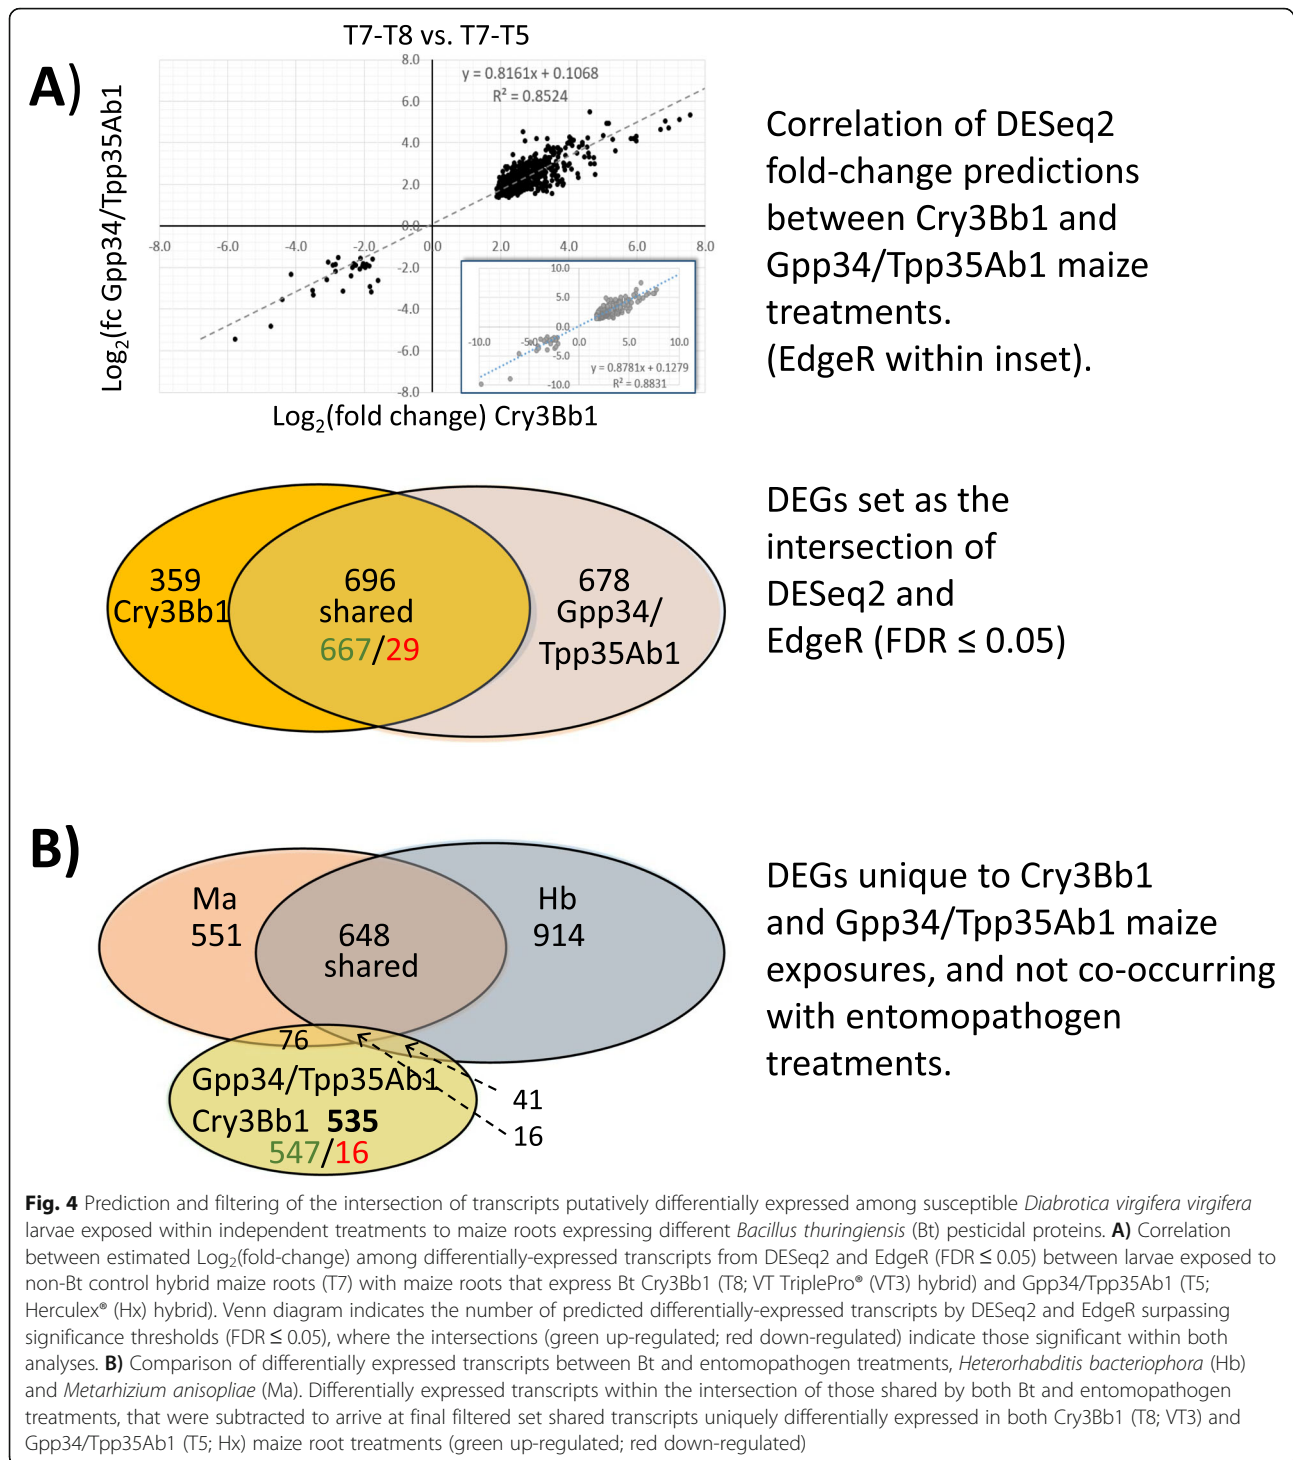 A)
T7-T8 vs. T7-T5
Log2(fc Gpp34/Tpp35Ab1
8.0
y = 0.8161x + 0.1068
R² = 0.8524
6.0
4.0
2.0
0.0
-8.0 -6.0 -4.0 -2.0 0.0 2.0 4.0 6.0 8.0
-2.0
-4.0
-6.0
-8.0
10.0
5.0
0.0
-10.0 -5.0 0.0 5.0 10.0
-5.0
y = 0.8781x + 0.1279
R² = 0.8831
-10.0
Log2(fold change) Cry3Bb1
Correlation of DESeq2
fold-change predictions
between Cry3Bb1 and
Gpp34/Tpp35Ab1 maize
treatments.
(EdgeR within inset).
359
Cry3Bb1
696
shared
667/29
678
Gpp34/
Tpp35Ab1
DEGs set as the
intersection of
DESeq2 and
EdgeR (FDR ≤ 0.05)
B)
Ma
551
648
shared
Hb
914
76
Gpp34/Tpp35Ab1
Cry3Bb1 535
547/16
41
16
DEGs unique to Cry3Bb1
and Gpp34/Tpp35Ab1 maize
exposures, and not co-occurring
with entomopathogen
treatments.
Fig. 4 Prediction and filtering of the intersection of transcripts putatively differentially expressed among susceptible Diabrotica virgifera virgifera
larvae exposed within independent treatments to maize roots expressing different Bacillus thuringiensis (Bt) pesticidal proteins. A) Correlation
between estimated Log2(fold-change) among differentially-expressed transcripts from DESeq2 and EdgeR (FDR ≤ 0.05) between larvae exposed to
non-Bt control hybrid maize roots (T7) with maize roots that express Bt Cry3Bb1 (T8; VT TriplePro® (VT3) hybrid) and Gpp34/Tpp35Ab1 (T5;
Herculex® (Hx) hybrid). Venn diagram indicates the number of predicted differentially-expressed transcripts by DESeq2 and EdgeR surpassing
significance thresholds (FDR ≤ 0.05), where the intersections (green up-regulated; red down-regulated) indicate those significant within both
analyses. B) Comparison of differentially expressed transcripts between Bt and entomopathogen treatments, Heterorhabditis bacteriophora (Hb)
and Metarhizium anisopliae (Ma). Differentially expressed transcripts within the intersection of those shared by both Bt and entomopathogen
treatments, that were subtracted to arrive at final filtered set shared transcripts uniquely differentially expressed in both Cry3Bb1 (T8; VT3) and
Gpp34/Tpp35Ab1 (T5; Hx) maize root treatments (green up-regulated; red down-regulated)